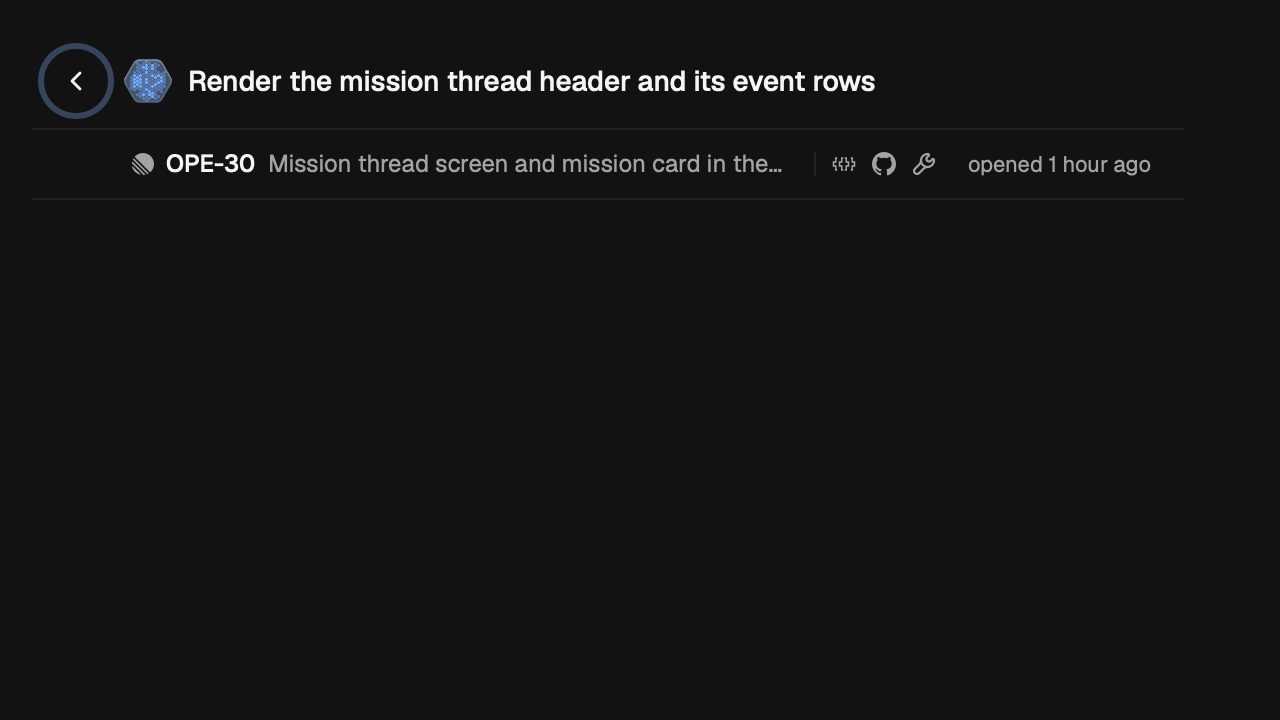 Render the mission thread header and its event rows
OPE-30 Mission thread screen and mission card in the… opened 1 hour ago